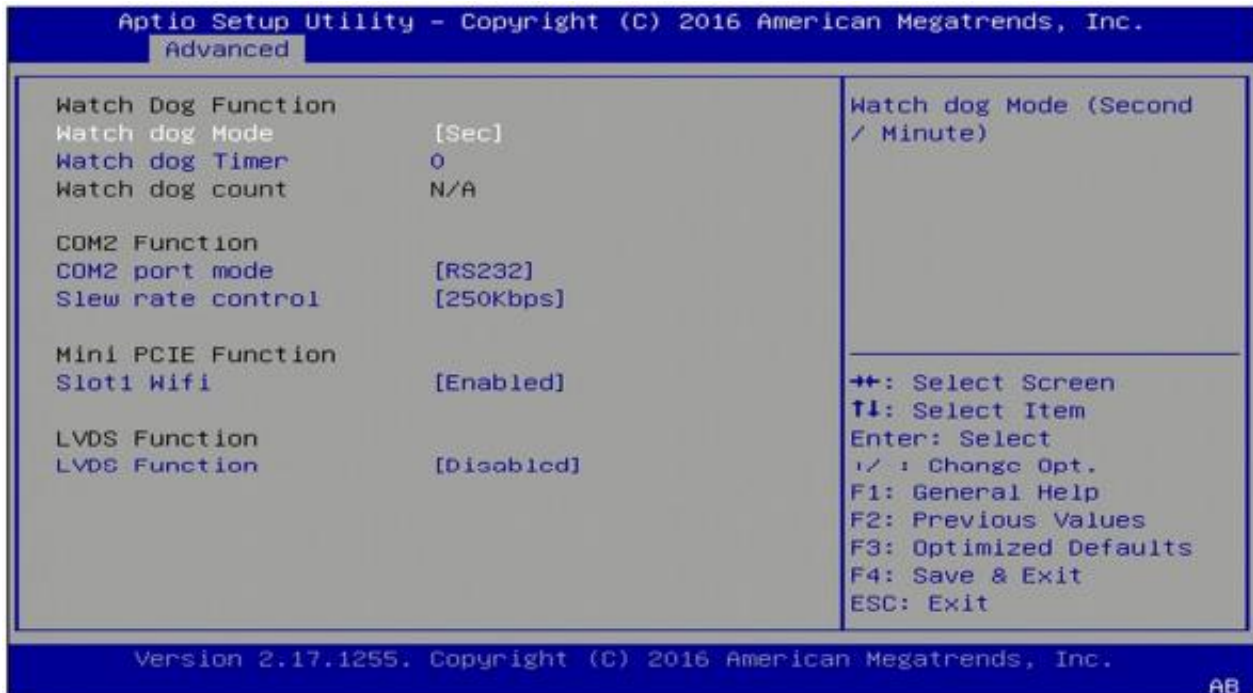 Aptio Setup Utility – Copyright (C) 2016 American Megatrends, Inc.
Advanced
Watch Dog Function
Watch dog Mode [Sec]
Watch dog Timer 0
Watch dog count N/A
COM2 Function
COM2 port mode [RS232]
Slew rate control [250Kbps]
Mini PCIE Function
Slot1 Wifi [Enabled]
LVDS Function
LVDS Function [Disabled]
Watch dog Mode (Second
/ Minute)
→←: Select Screen
↑↓: Select Item
Enter: Select
: Change Opt.
F1: General Help
F2: Previous Values
F3: Optimized Defaults
F4: Save & Exit
ESC: Exit
Version 2.17.1255. Copyright (C) 2016 American Megatrends, Inc.
AB